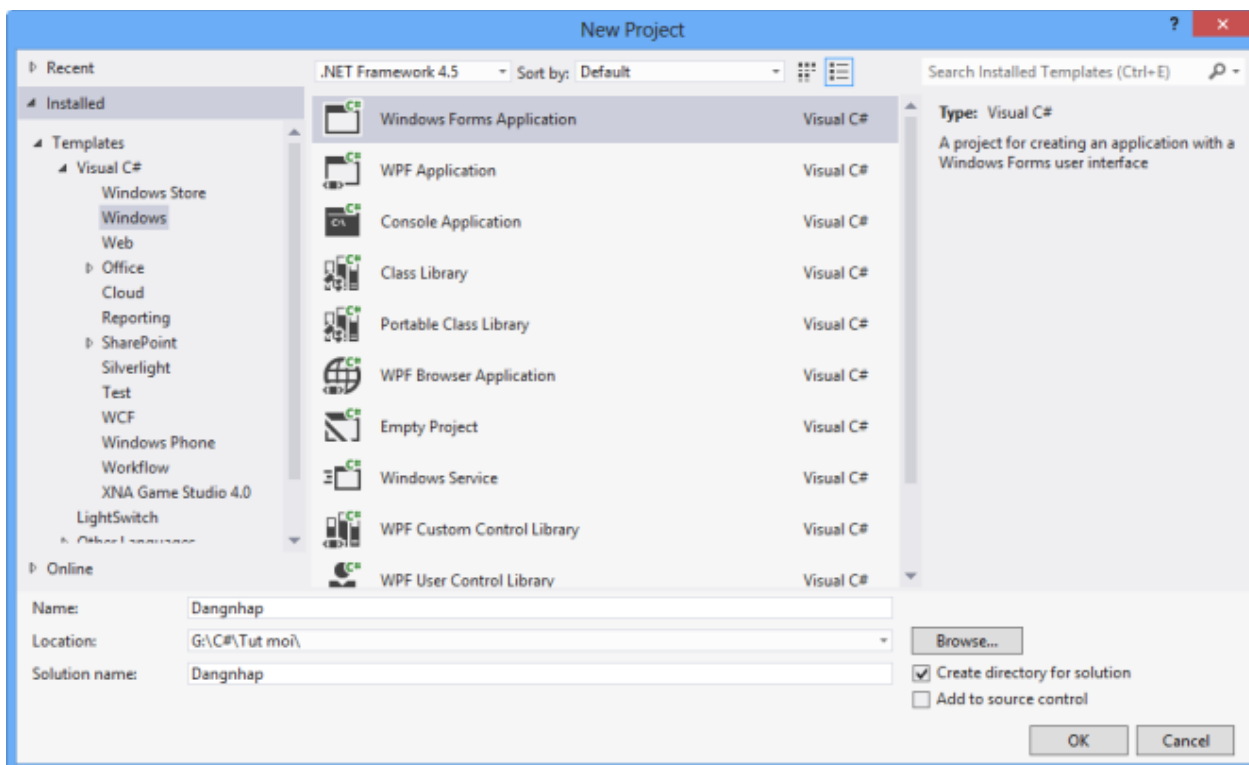 New Project
?
Recent
.NET Framework 4.5
Sort by: Default
Search Installed Templates (Ctrl+E)
Installed
Templates
Visual C#
Windows Store
Windows
Web
Office
Cloud
Reporting
SharePoint
Silverlight
Test
WCF
Windows Phone
Workflow
XNA Game Studio 4.0
LightSwitch
Other Languages
Online
Windows Forms Application Visual C#
WPF Application Visual C#
Console Application Visual C#
Class Library Visual C#
Portable Class Library Visual C#
WPF Browser Application Visual C#
Empty Project Visual C#
Windows Service Visual C#
WPF Custom Control Library Visual C#
WPF User Control Library Visual C#
Type: Visual C#
A project for creating an application with a
Windows Forms user interface
Name: Dangnhap
Location: G:\C#\Tut moi\
Browse...
Solution name: Dangnhap
Create directory for solution
Add to source control
OK Cancel